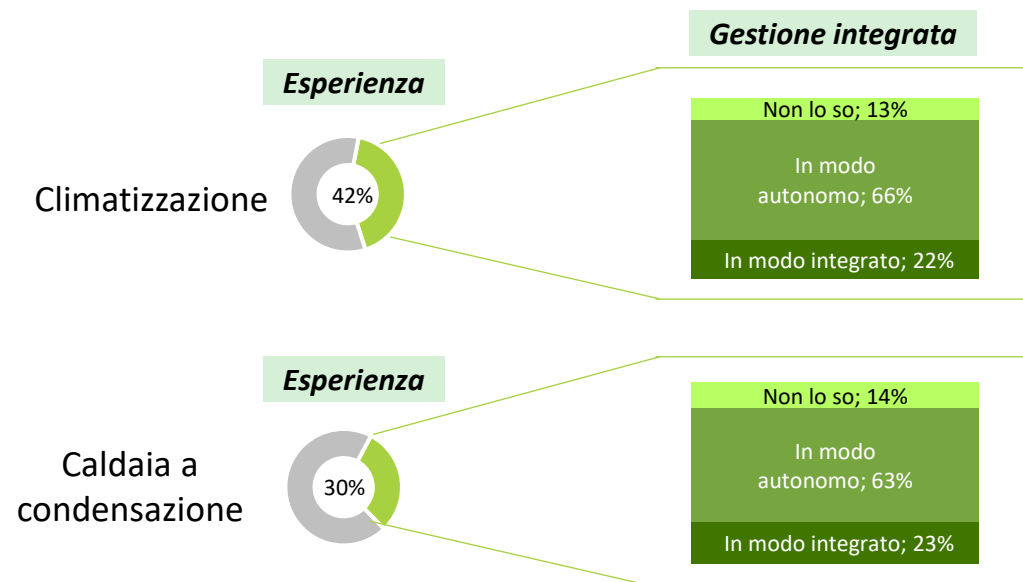 Gestione integrata
Esperienza
Non lo so; 13%
In modo
autonomo; 66%
In modo integrato; 22%
Climatizzazione
42%
Esperienza
Non lo so; 14%
In modo
autonomo; 63%
In modo integrato; 23%
Caldaia a
condensazione
30%